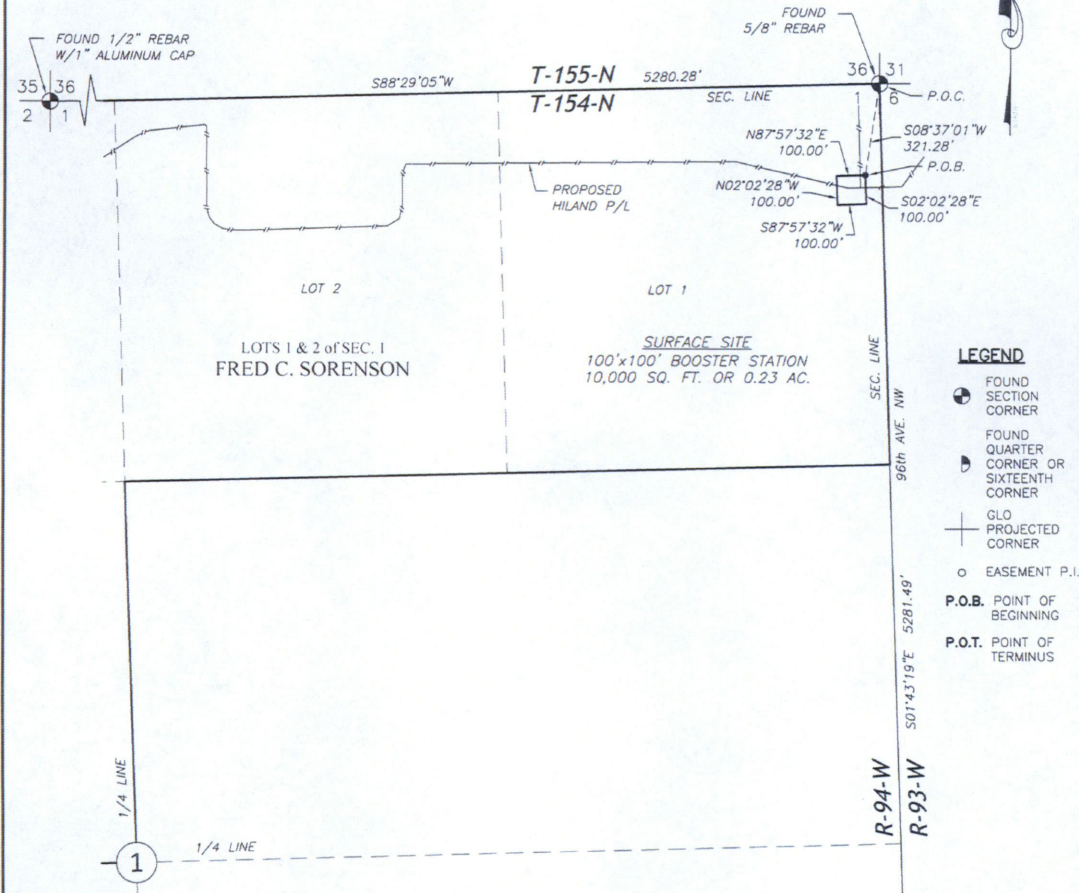 FOUND 1/2" REBAR
W/1" ALUMINUM CAP
FOUND
5/8" REBAR
35 36
2 1
S88°29'05"W
T-155-N
5280.28'
T-154-N
SEC. LINE
36 31
1 6
P.O.C.
N87°57'32"E
100.00'
S08°37'01"W
321.28'
P.O.B.
N02°02'28"W
100.00'
S02°02'28"E
100.00'
S87°57'32"W
100.00'
PROPOSED
HILAND P/L
LOT 2
LOT 1
LOTS 1 & 2 of SEC. 1
FRED C. SORENSON
SURFACE SITE
100'x100' BOOSTER STATION
10,000 SQ. FT. OR 0.23 AC.
SEC. LINE
96th AVE. NW
LEGEND
FOUND
SECTION
CORNER
FOUND
QUARTER
CORNER OR
SIXTEENTH
CORNER
GLO
PROJECTED
CORNER
EASEMENT P.I.
P.O.B. POINT OF
BEGINNING
P.O.T. POINT OF
TERMINUS
S01°43'19"E 5281.49'
R-94-W
R-93-W
1/4 LINE
1/4 LINE
1